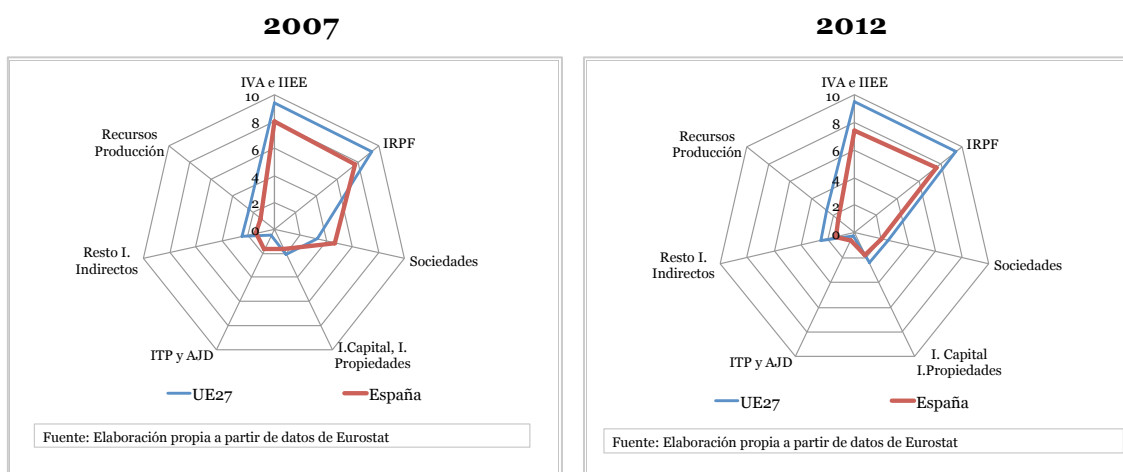 2007
IVA e IIEE
10
8
6
4
2
0
IRPF
Sociedades
I.Capital, I.
Propiedades
ITP y AJD
Resto I.
Indirectos
Recursos
Producción
UE27
España
Fuente: Elaboración propia a partir de datos de Eurostat
2012
IVA e IIEE
10
8
6
4
2
0
IRPF
Sociedades
I. Capital
I.Propiedades
ITP y AJD
Resto I.
Indirectos
Recursos
Producción
UE27
España
Fuente: Elaboración propia a partir de datos de Eurostat